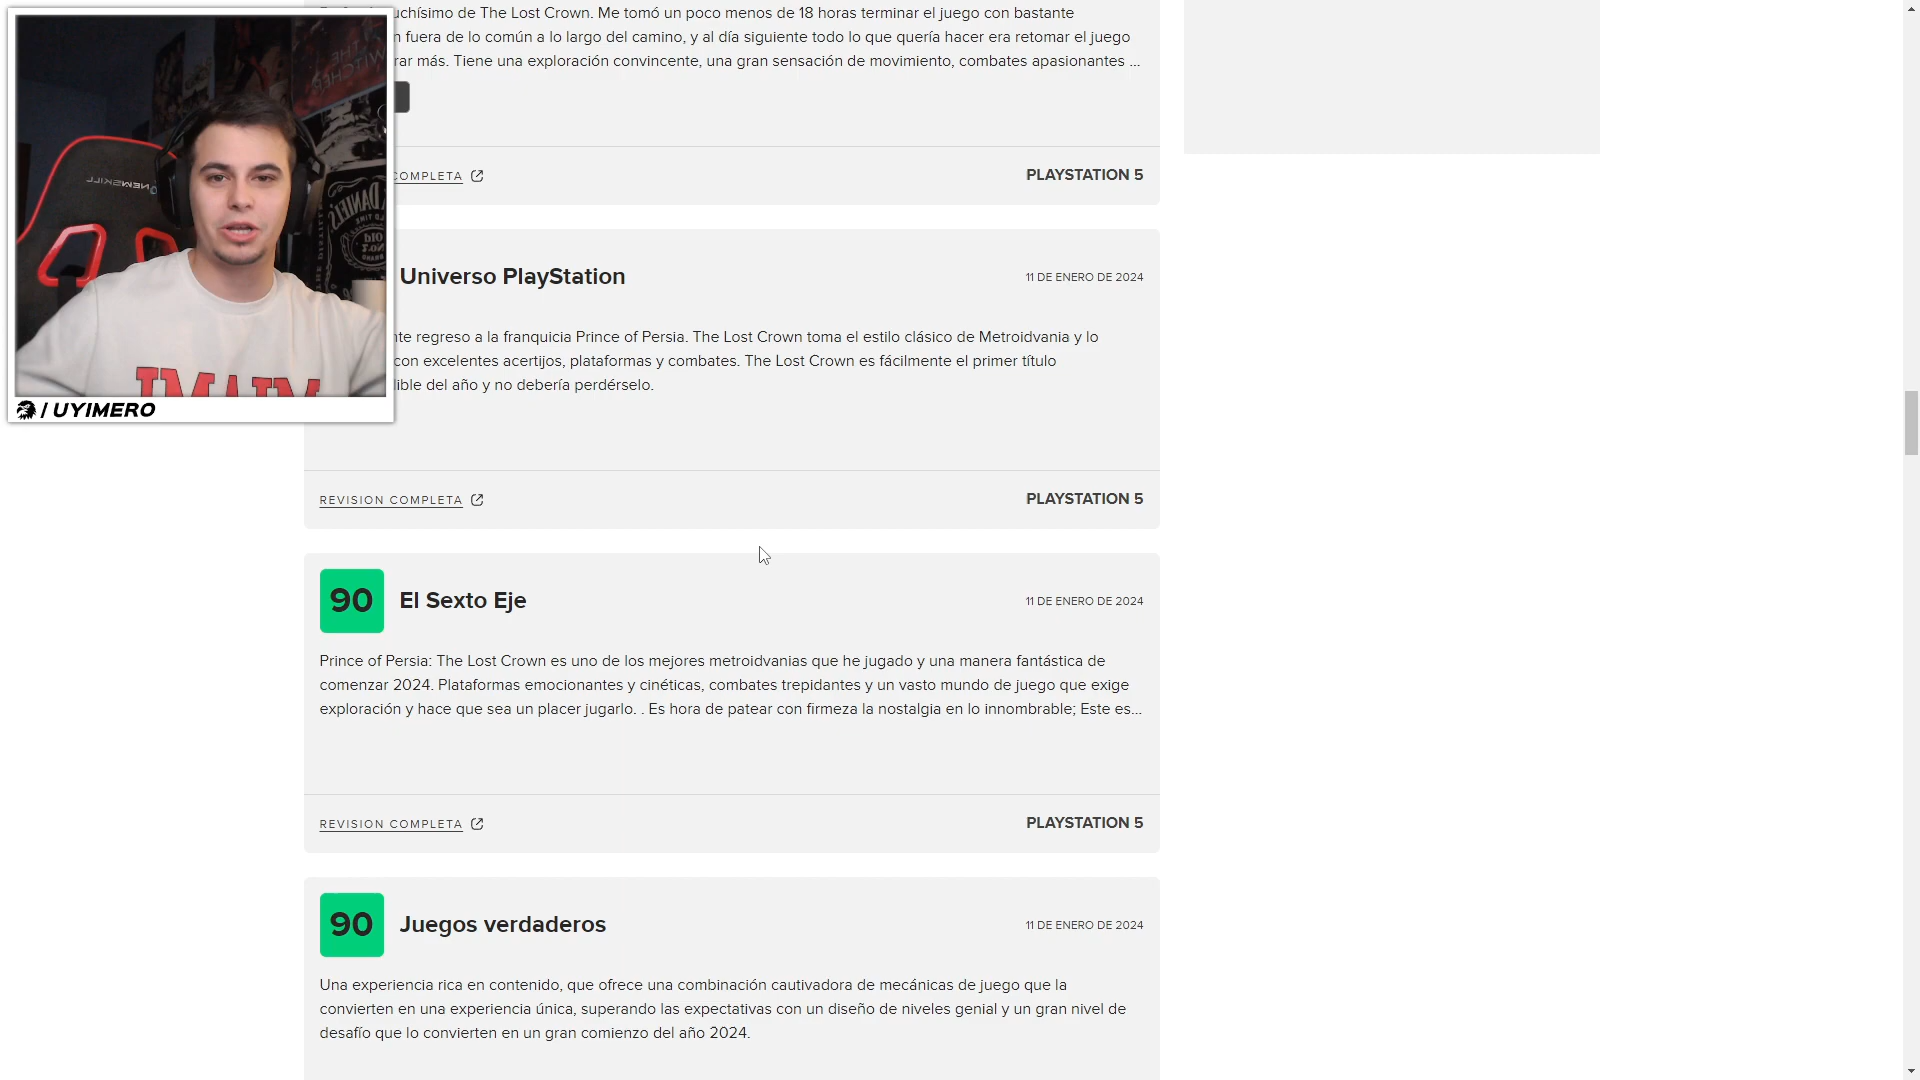 de The Lost Crown. Me tomó un poco menos de 18 horas terminar el juego con bastante
fuera de lo común a lo largo del camino, y al día siguiente todo lo que quería hacer era retomar el juego
más. Tiene una exploración convincente, una gran sensación de movimiento, combates apasionantes ...
COMPLETA
PLAYSTATION 5
THE
WITCHER
NEWSKILL
DANIEL'S
Old
No.7
/ UYIMERO
Universo PlayStation
11 DE ENERO DE 2024
regreso a la franquicia Prince of Persia. The Lost Crown toma el estilo clásico de Metroidvania y lo
con excelentes acertijos, plataformas y combates. The Lost Crown es fácilmente el primer título
del año y no debería perdérselo.
REVISION COMPLETA
PLAYSTATION 5
90
El Sexto Eje
11 DE ENERO DE 2024
Prince of Persia: The Lost Crown es uno de los mejores metroidvanias que he jugado y una manera fantástica de
comenzar 2024. Plataformas emocionantes y cinéticas, combates trepidantes y un vasto mundo de juego que exige
exploración y hace que sea un placer jugarlo. . Es hora de patear con firmeza la nostalgia en lo innombrable; Este es...
REVISION COMPLETA
PLAYSTATION 5
90
Juegos verdaderos
11 DE ENERO DE 2024
Una experiencia rica en contenido, que ofrece una combinación cautivadora de mecánicas de juego que la
convierten en una experiencia única, superando las expectativas con un diseño de niveles genial y un gran nivel de
desafío que lo convierten en un gran comienzo del año 2024.